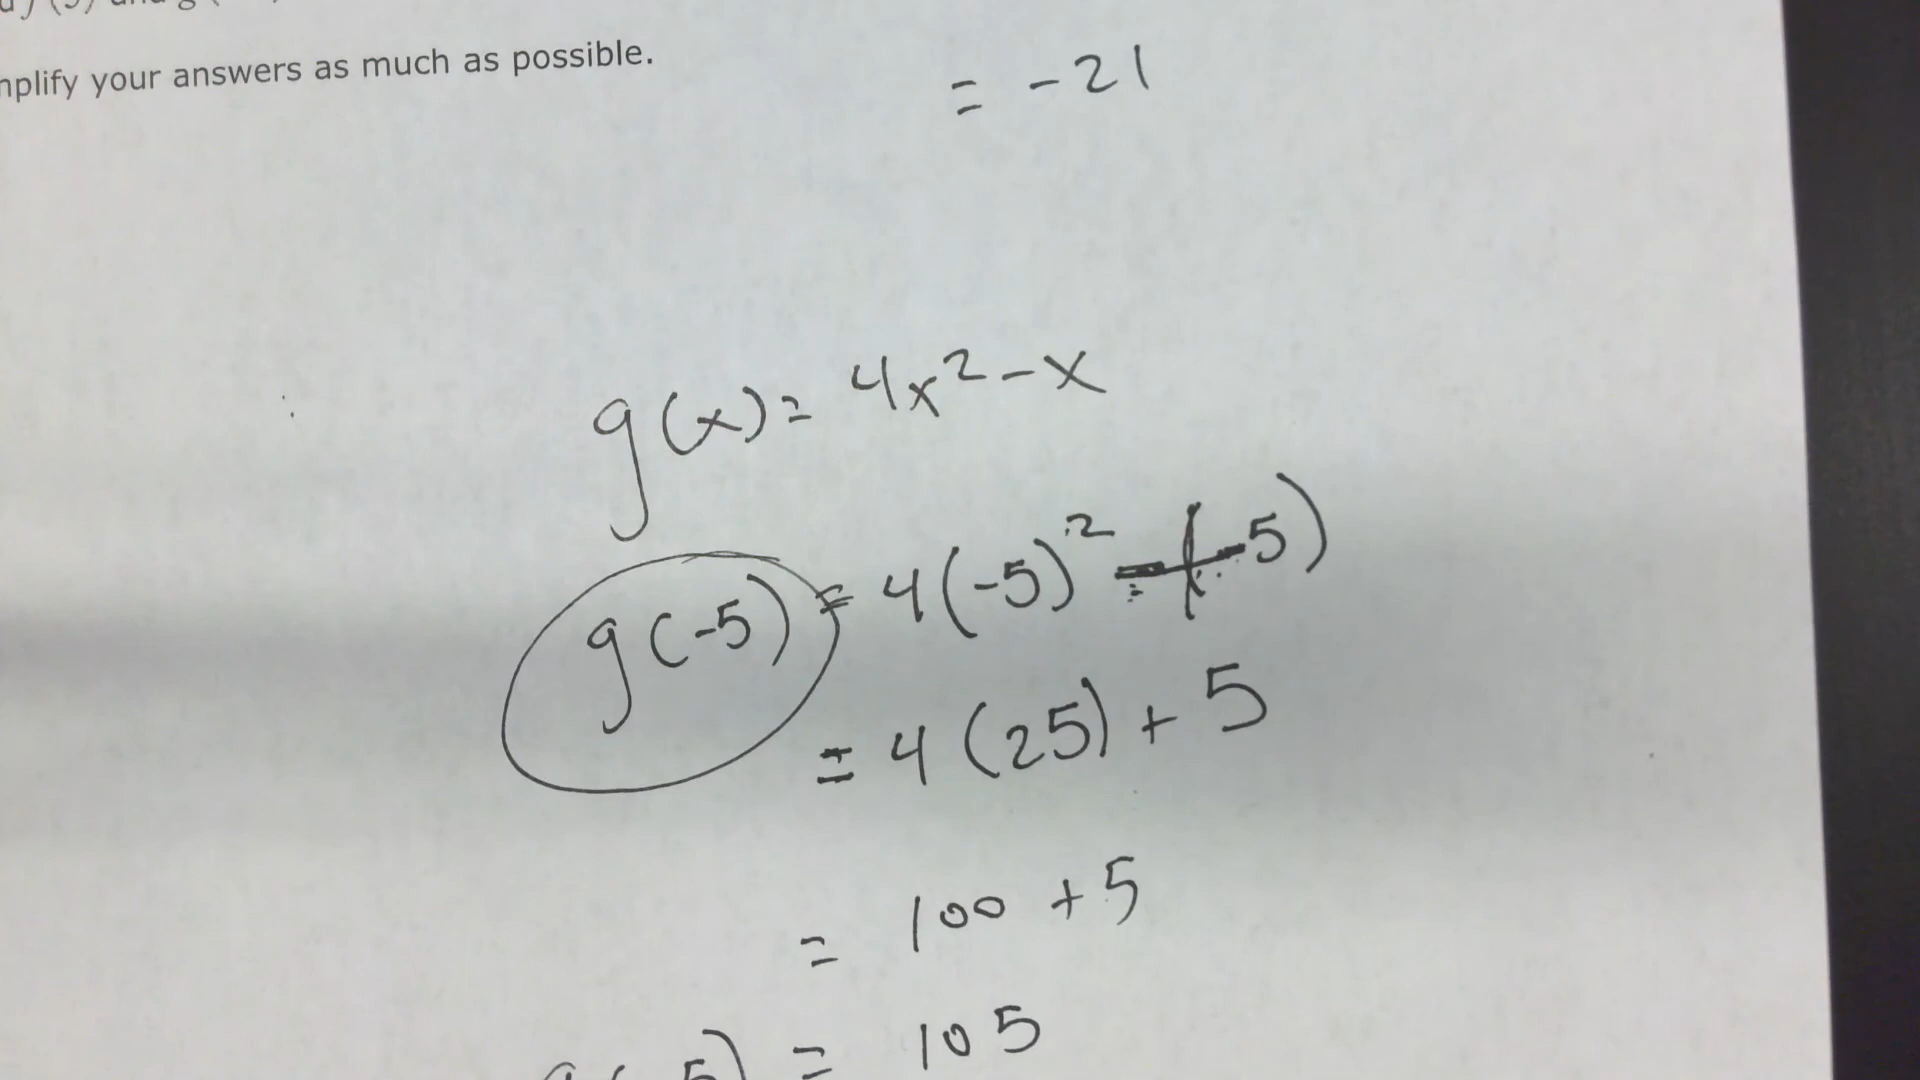 your answers as much as possible.
= -21
g(x) = 4x² - x
g(-5) = 4(-5)² - (-5)
= 4(25) + 5
= 100 + 5
= 105